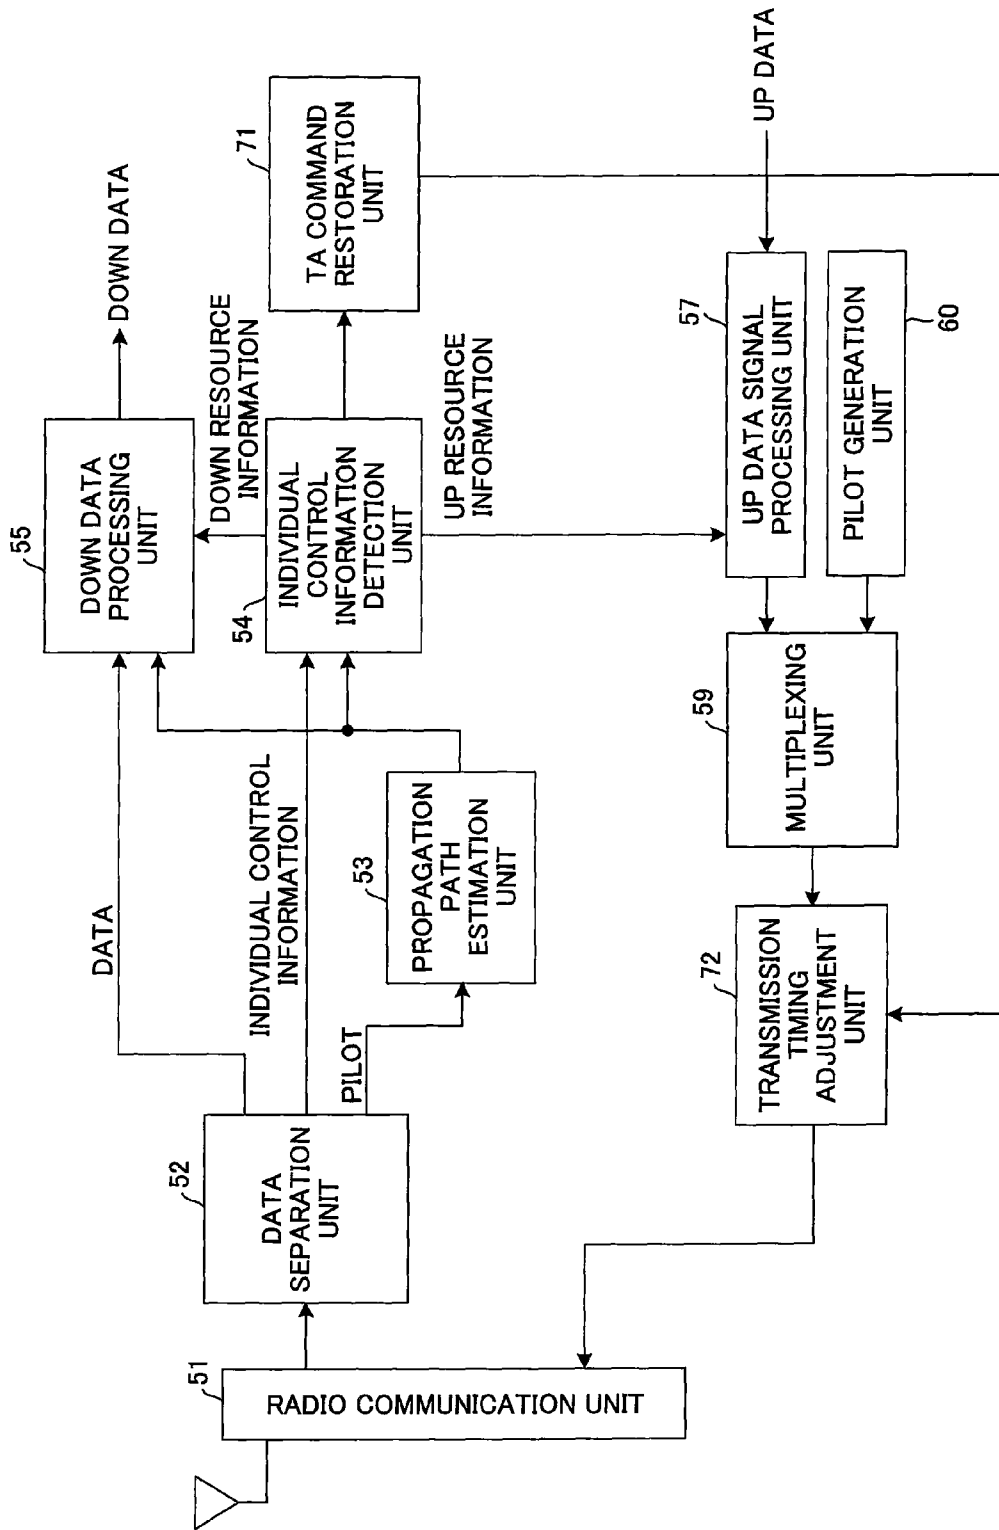 51
RADIO COMMUNICATION UNIT
52
DATA
SEPARATION
UNIT
DATA
INDIVIDUAL CONTROL
INFORMATION
PILOT
53
PROPAGATION
PATH
ESTIMATION
UNIT
55
DOWN DATA
PROCESSING
UNIT
DOWN DATA
DOWN RESOURCE
INFORMATION
54
INDIVIDUAL
CONTROL
INFORMATION
DETECTION
UNIT
71
TA COMMAND
RESTORATION
UNIT
UP RESOURCE
INFORMATION
72
TRANSMISSION
TIMING
ADJUSTMENT
UNIT
59
MULTIPLEXING
UNIT
57
UP DATA SIGNAL
PROCESSING UNIT
UP DATA
PILOT GENERATION
UNIT
60